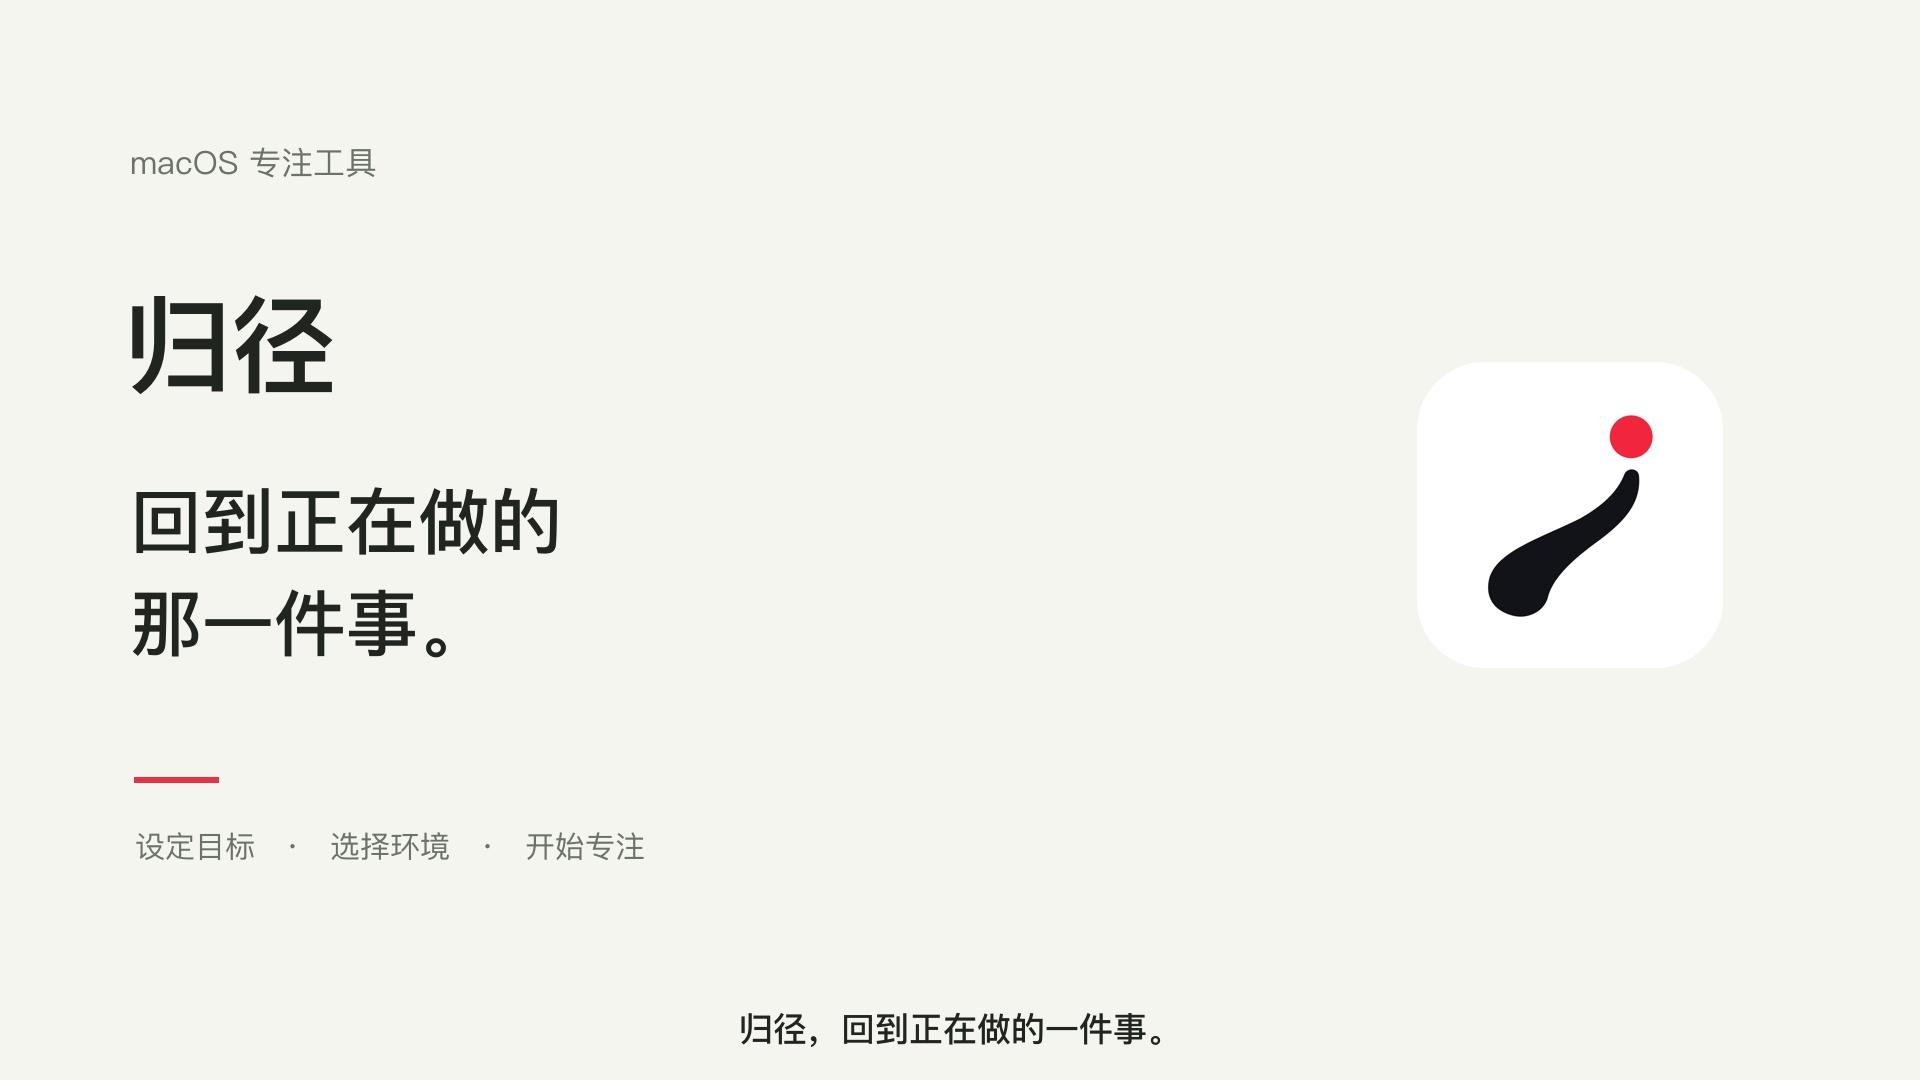 macOS 专注工具
归径
回到正在做的
那一件事。
设定目标 · 选择环境 · 开始专注
归径，回到正在做的一件事。